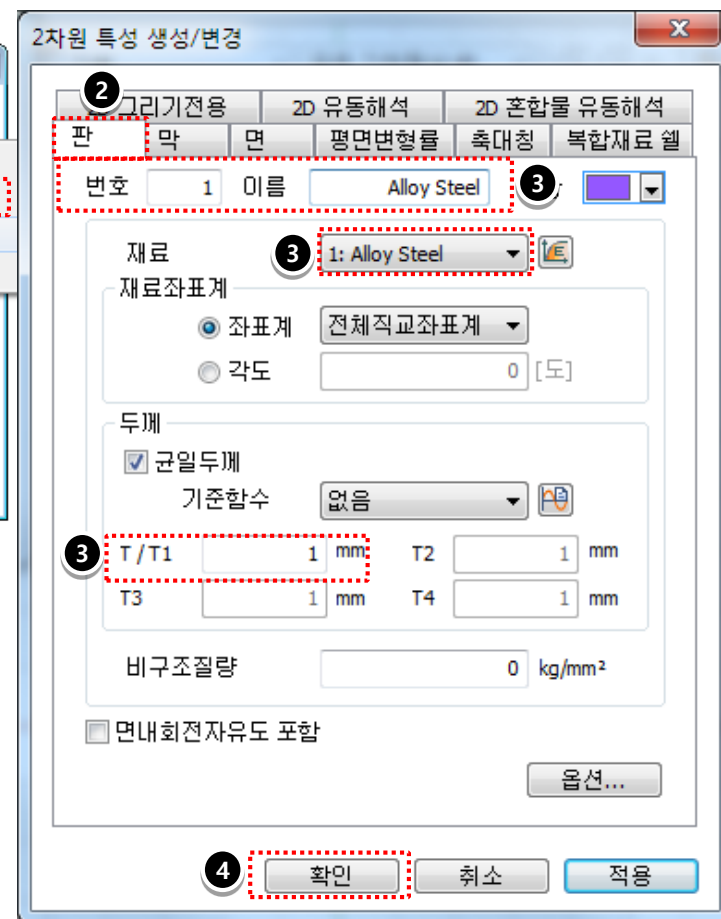 2차원 특성 생성/변경
2
그리기전용 2D 유동해석 2D 혼합물 유동해석
판 막 면 평면변형률 축대칭 복합재료 쉘
번호 1 이름 Alloy Steel 3
재료 3 1: Alloy Steel
재료좌표계
좌표계 전체직교좌표계
각도 0 [도]
두께
균일두께
기준함수 없음
3 T/T1 1 mm T2 1 mm
T3 1 mm T4 1 mm
비구조질량 0 kg/mm²
면내회전자유도 포함
옵션...
4 확인 취소 적용